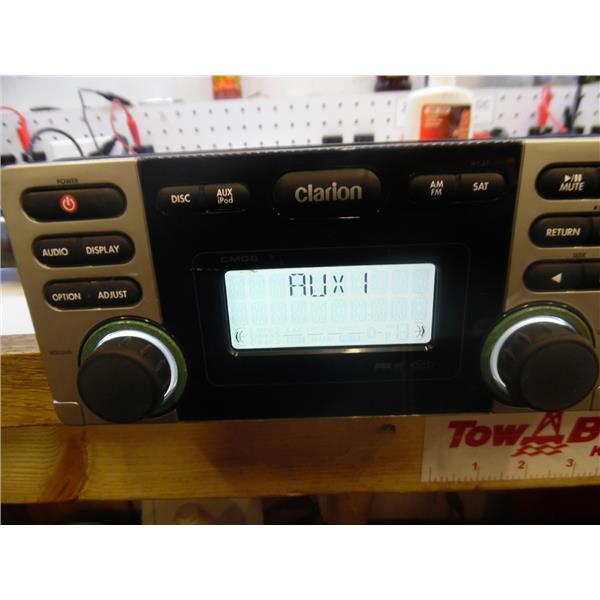 POWER
DISC
AUX
iPod
clarion
AM
FM
SAT
MUTE
AUDIO
DISPLAY
RETURN
OPTION
ADJUST
AUX 1
VOLUME
Tow B
1 2 3